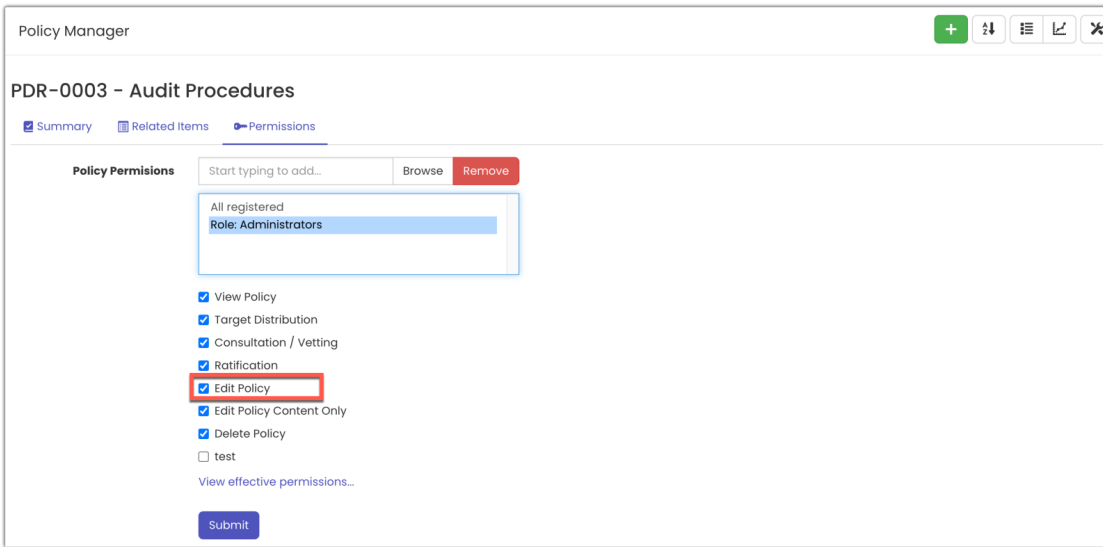 Policy Manager
PDR-0003 - Audit Procedures
Summary Related Items Permissions
Policy Permisions Start typing to add... Browse Remove
All registered
Role: Administrators
View Policy
Target Distribution
Consultation / Vetting
Ratification
Edit Policy
Edit Policy Content Only
Delete Policy
test
View effective permissions...
Submit